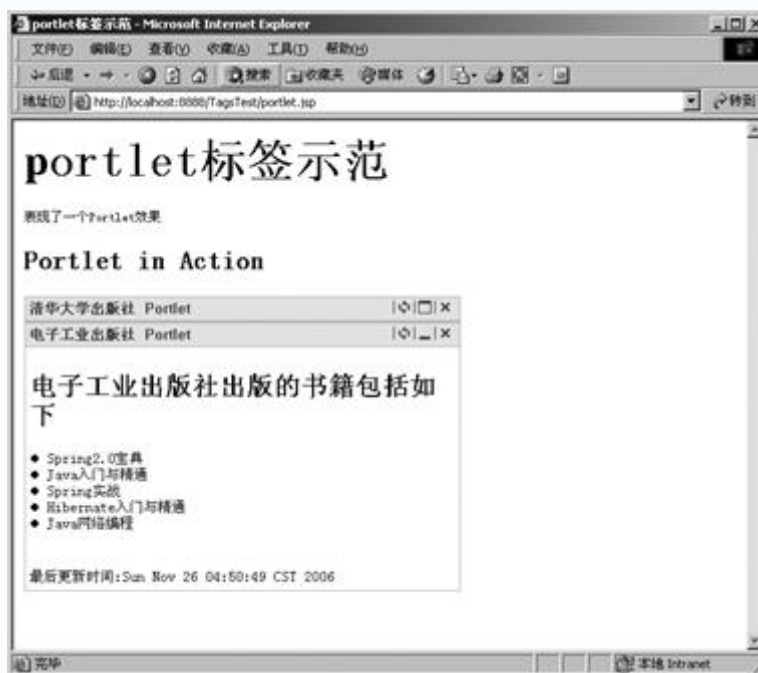 portlet标签示范 - Microsoft Internet Explorer
文件(F) 编辑(E) 查看(V) 收藏(A) 工具(T) 帮助(H)
后退 搜索 收藏夹 媒体
地址(D) http://localhost:8888/TagsTest/portlet.jsp 转到
portlet标签示范
表现了一个Portlet效果
Portlet in Action
清华大学出版社 Portlet
电子工业出版社 Portlet
电子工业出版社出版的书籍包括如
下
Spring2.0宝典
Java入门与精通
Spring实战
Hibernate入门与精通
Java网络编程
最后更新时间:Sun Nov 26 04:50:49 CST 2006
完毕 本地 Intranet